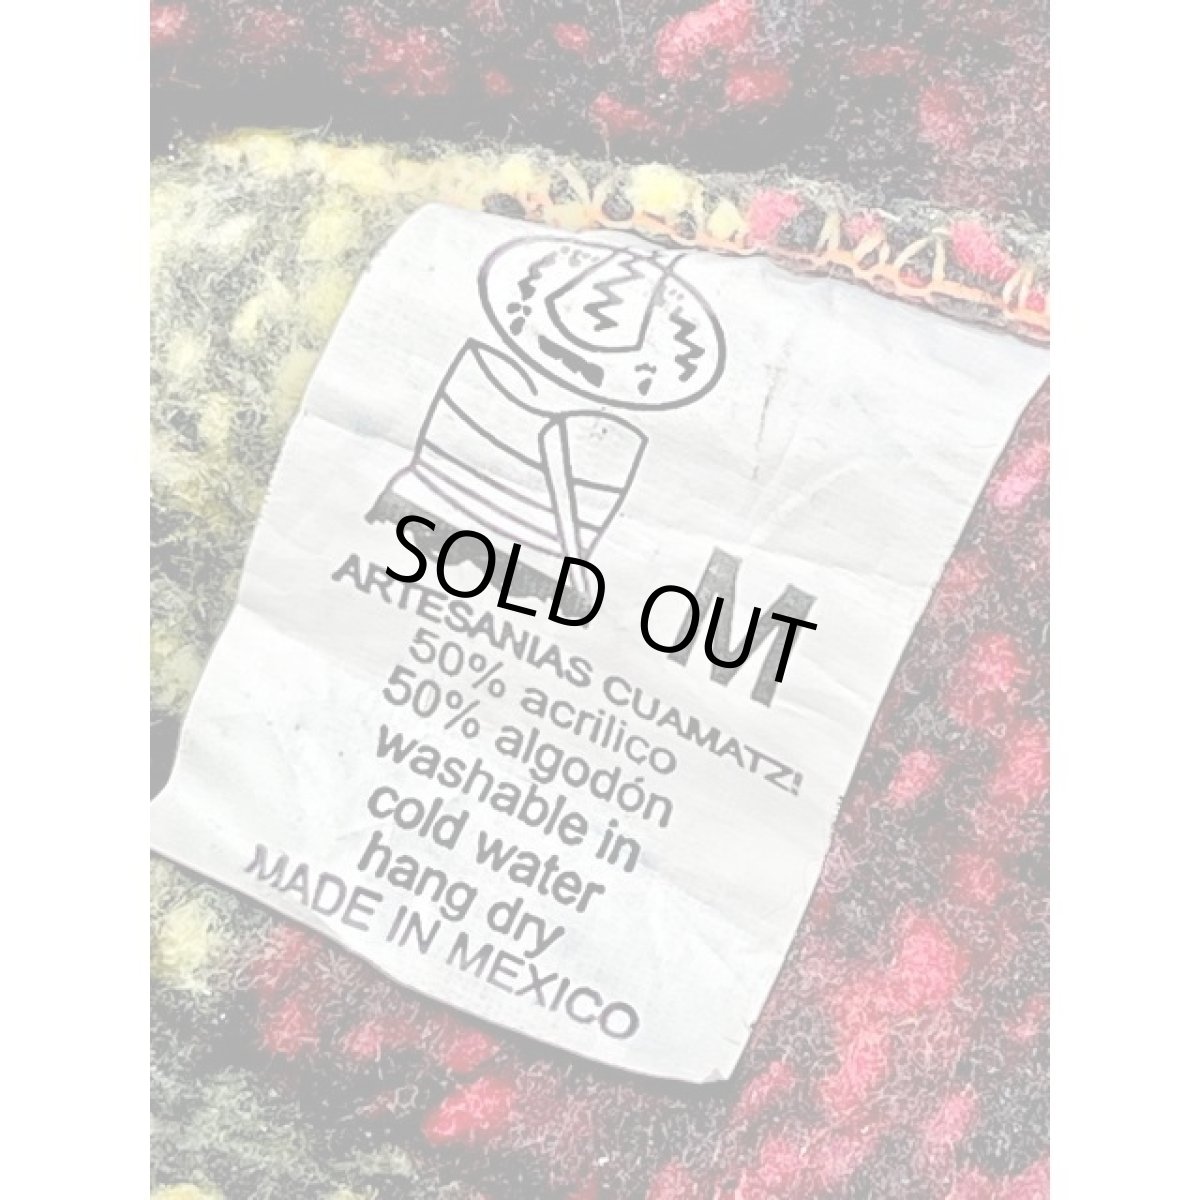 SOLD OUT
M
ARTESANIAS CUAMATZI
50% acrilico
50% algodón
washable in
cold water
hang dry
MADE IN MEXICO